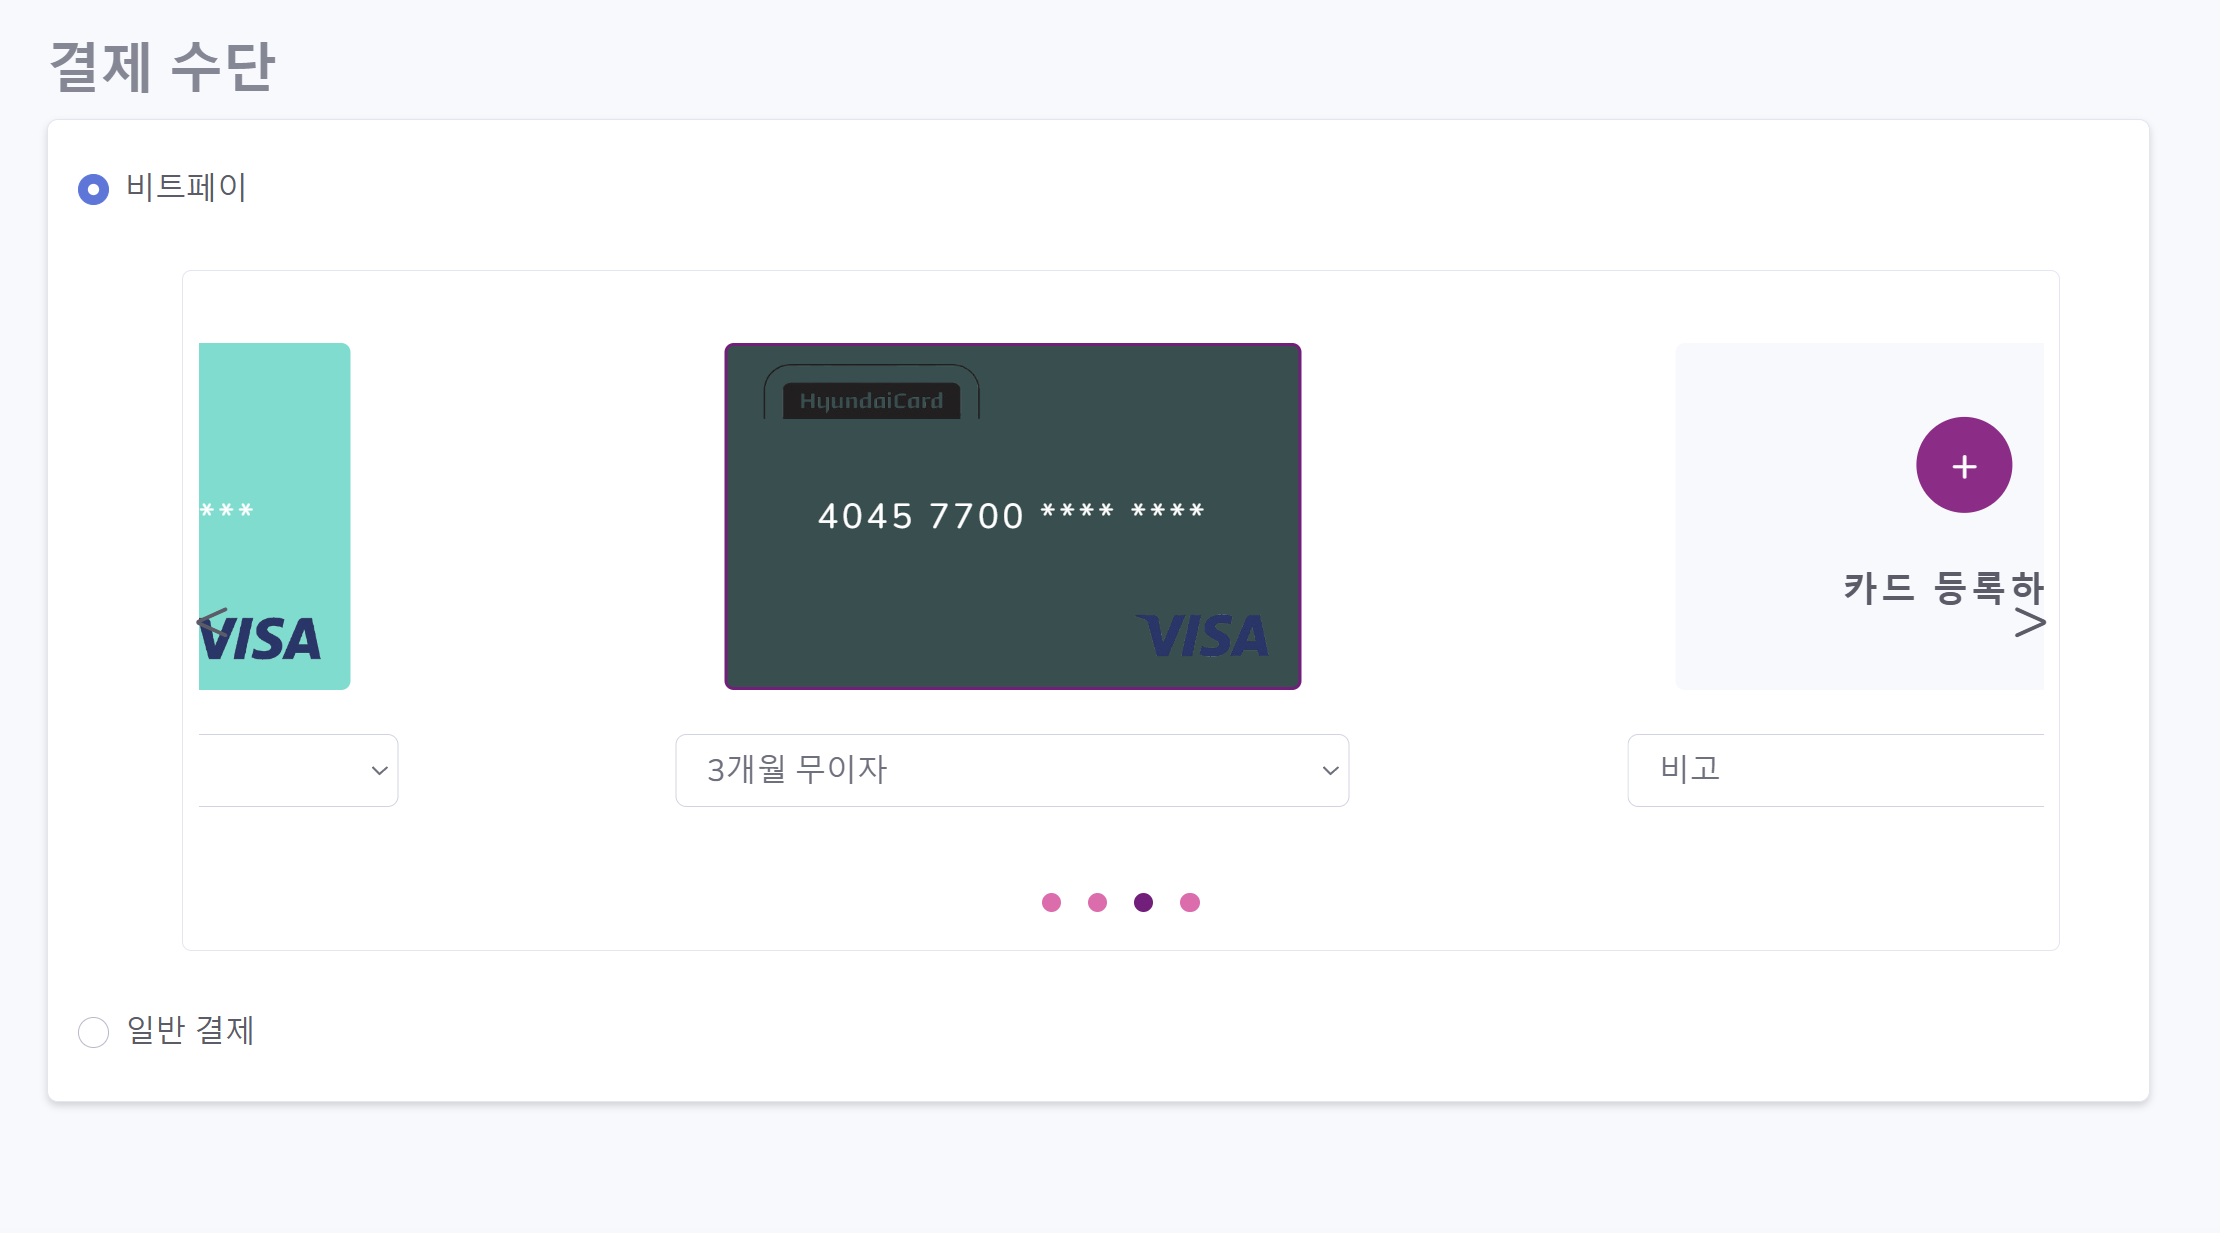 결제 수단
비트페이
HyundaiCard
4045 7700 **** ****
***
VISA
VISA
카드 등록하
3개월 무이자
비고
일반 결제